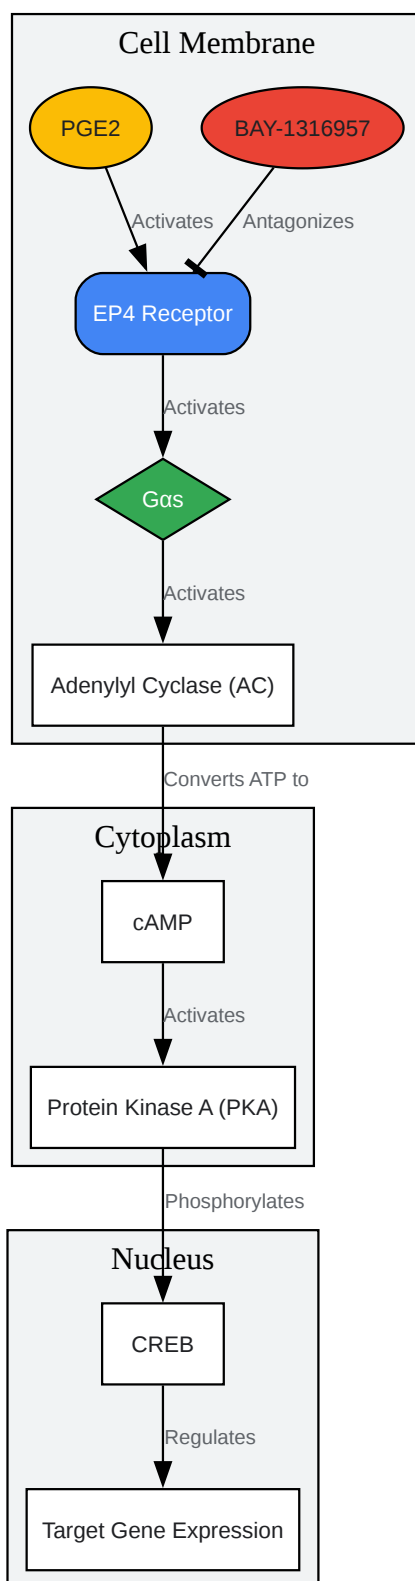 Cell Membrane
PGE2
BAY-1316957
Activates
Antagonizes
EP4 Receptor
Activates
Gαs
Activates
Adenylyl Cyclase (AC)
Converts ATP to
Cytoplasm
cAMP
Activates
Protein Kinase A (PKA)
Phosphorylates
Nucleus
CREB
Regulates
Target Gene Expression